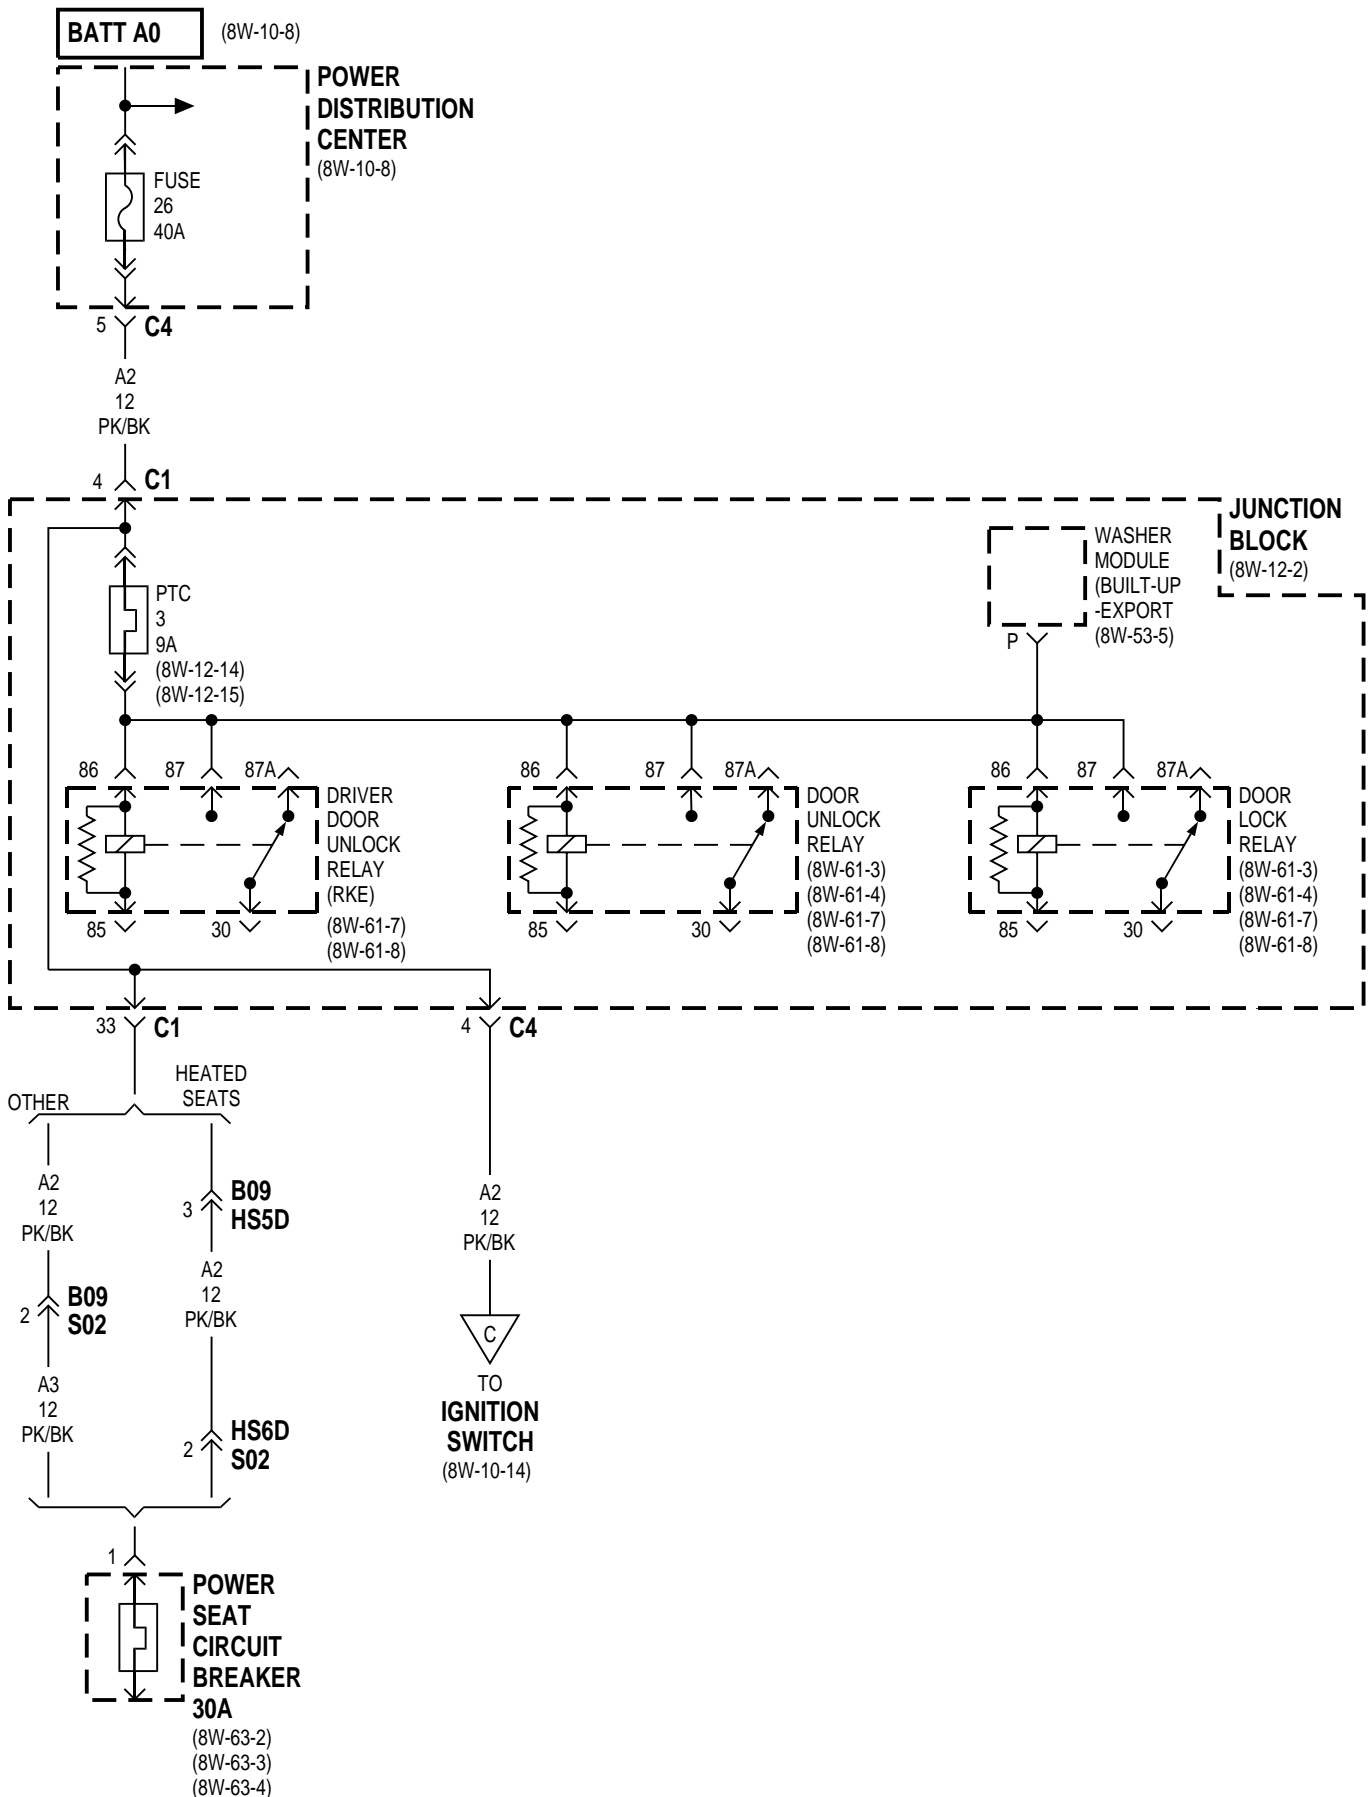 BATT A0
(8W-10-8)
POWER
DISTRIBUTION
CENTER
(8W-10-8)
FUSE
26
40A
5
C4
A2
12
PK/BK
4
C1
JUNCTION
BLOCK
(8W-12-2)
WASHER
MODULE
(BUILT-UP
-EXPORT
(8W-53-5)
P
PTC
3
9A
(8W-12-14)
(8W-12-15)
86
87
87A
DRIVER
DOOR
UNLOCK
RELAY
(RKE)
(8W-61-7)
(8W-61-8)
85
30
86
87
87A
DOOR
UNLOCK
RELAY
(8W-61-3)
(8W-61-4)
(8W-61-7)
(8W-61-8)
85
30
86
87
87A
DOOR
LOCK
RELAY
(8W-61-3)
(8W-61-4)
(8W-61-7)
(8W-61-8)
85
30
33
C1
4
C4
OTHER
HEATED
SEATS
A2
12
PK/BK
2
B09
S02
A3
12
PK/BK
3
B09
HS5D
A2
12
PK/BK
2
HS6D
S02
A2
12
PK/BK
C
TO
IGNITION
SWITCH
(8W-10-14)
1
POWER
SEAT
CIRCUIT
BREAKER
30A
(8W-63-2)
(8W-63-3)
(8W-63-4)